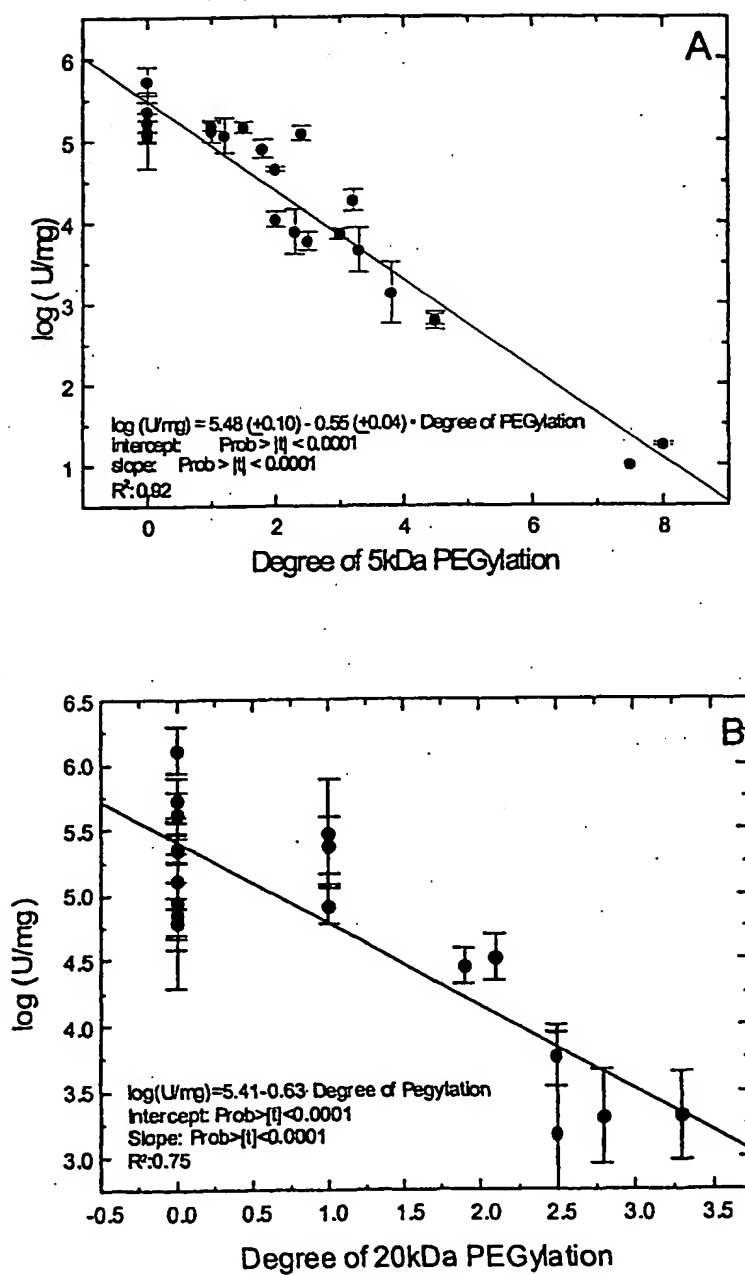 A
6
5
4
3
2
1
log (U/mg)
log (U/mg) = 5.48 (±0.10) - 0.55 (±0.04) • Degree of PEGylation
intercept: Prob > |t| < 0.0001
slope: Prob > |t| < 0.0001
R²:0.92
0 2 4 6 8
Degree of 5kDa PEGylation
B
6.5
6.0
5.5
5.0
4.5
4.0
3.5
3.0
log (U/mg)
log(U/mg)=5.41-0.63· Degree of Pegylation
Intercept: Prob>[t]<0.0001
Slope: Prob>[t]<0.0001
R²:0.75
-0.5 0.0 0.5 1.0 1.5 2.0 2.5 3.0 3.5
Degree of 20kDa PEGylation